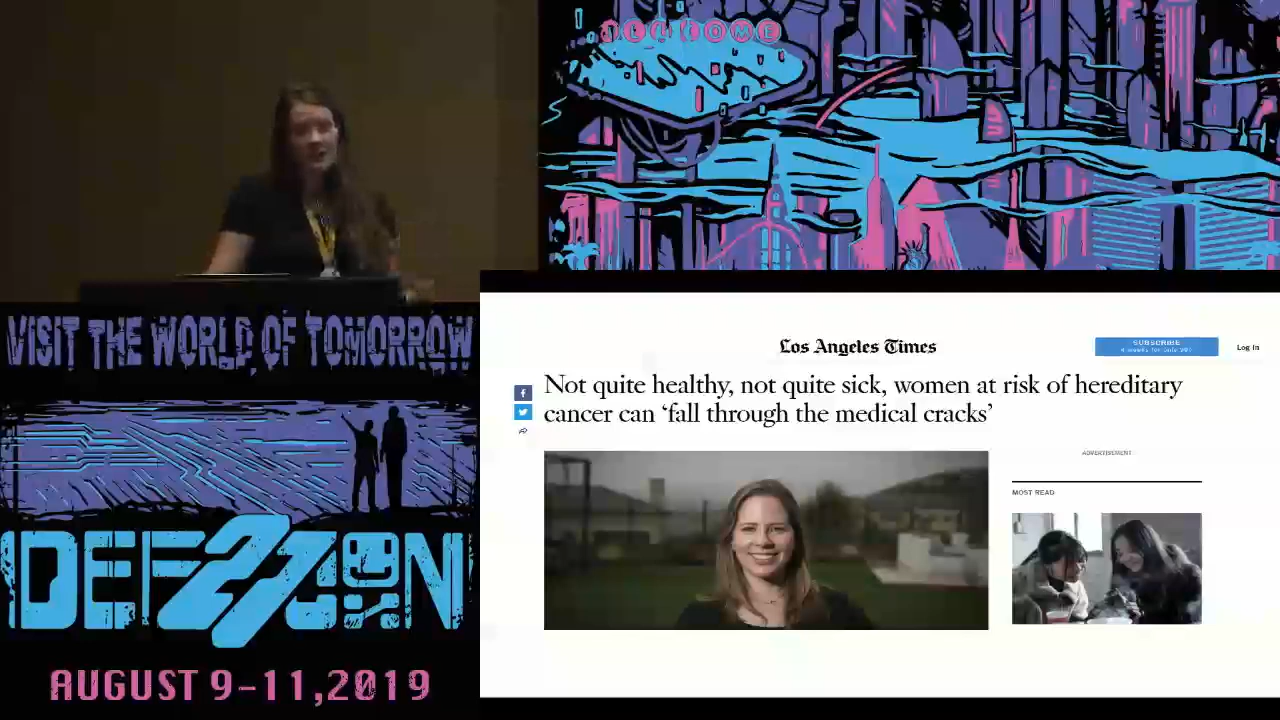 WELCOME
VISIT THE WORLD OF TOMORROW
DEF CON
27
AUGUST 9-11,2019
Los Angeles Times
SUBSCRIBE
Log In
Not quite healthy, not quite sick, women at risk of hereditary
cancer can ‘fall through the medical cracks’
ADVERTISEMENT
MOST READ